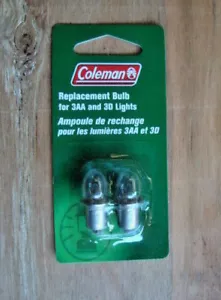 Coleman
Replacement Bulb
for 3AA and 3D Lights
Ampoule de rechange
pour les lumières 3AA et 3D